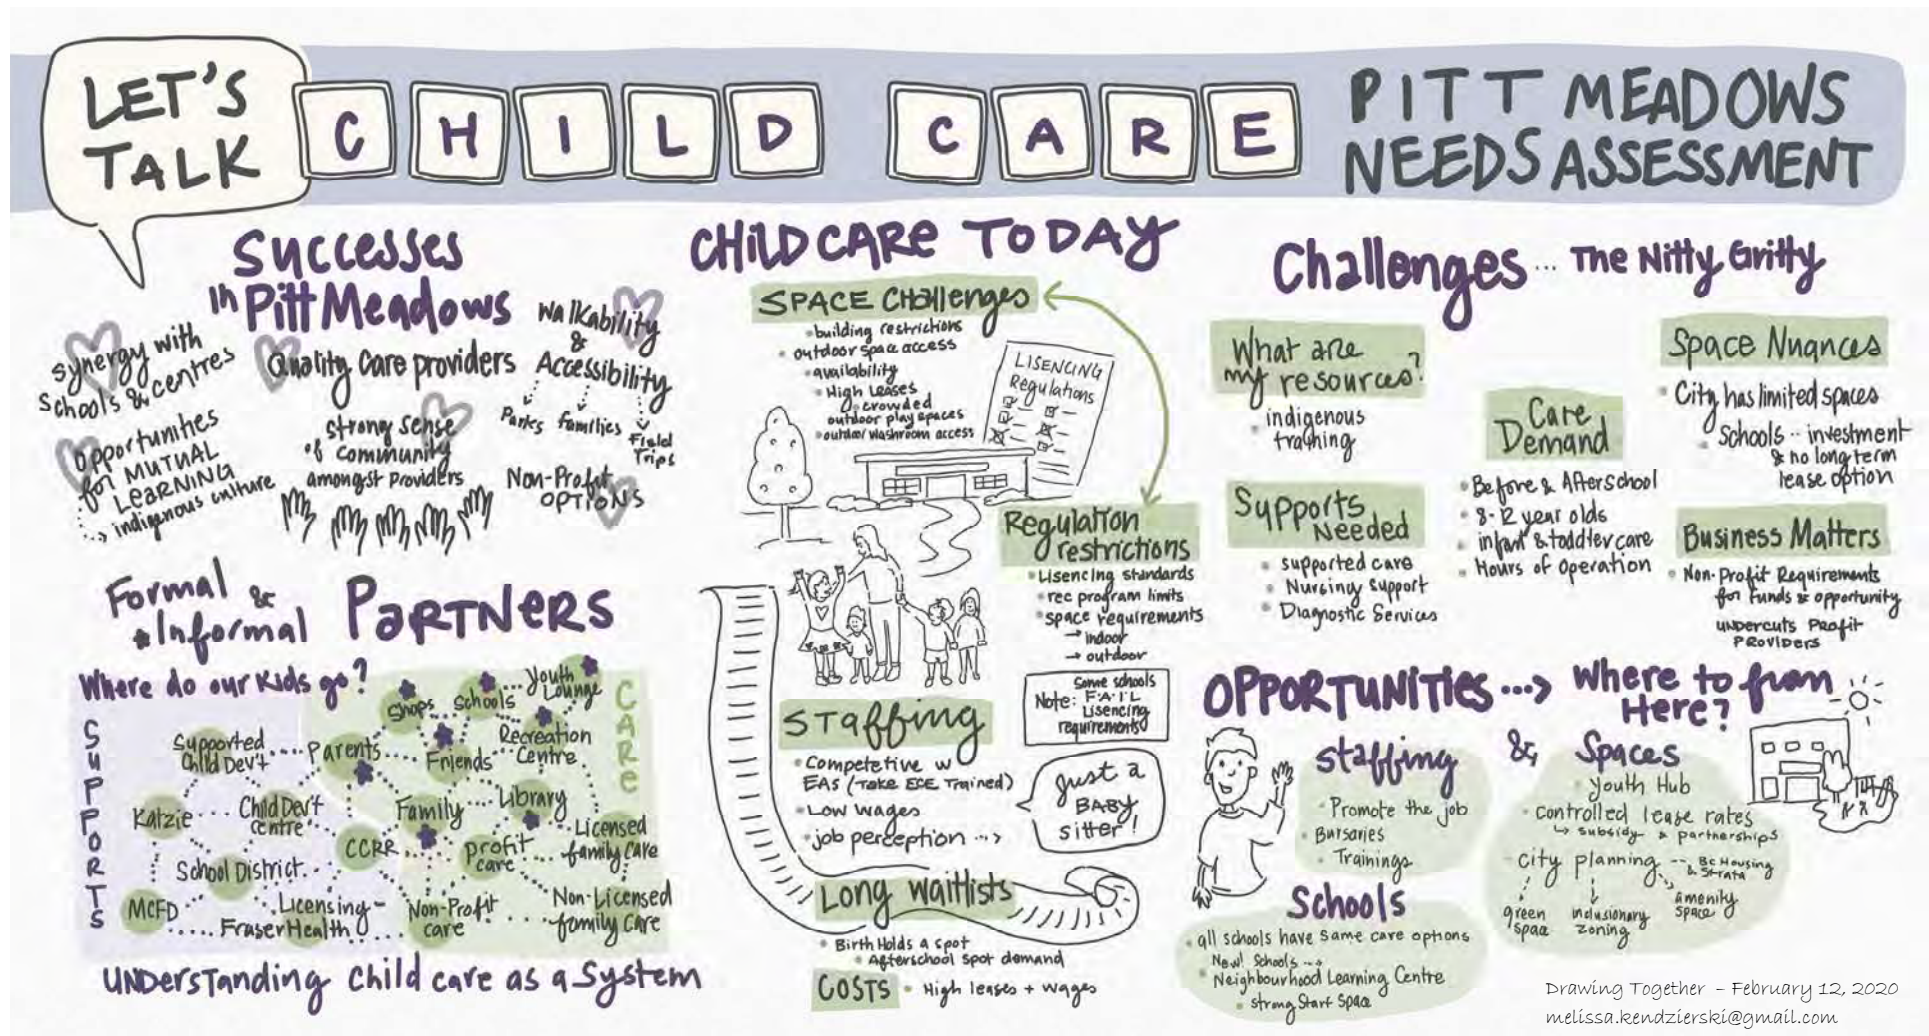 LET'S
TALK
CHILD CARE
PITT MEADOWS
NEEDS ASSESSMENT
Successes
in Pitt Meadows
synergy with
schools & centres
opportunities
for MUTUAL
LEARNING
indigenous culture
Quality Care providers
strong sense
of community
amongst providers
Walkability
&
Accessibility
Parks
families
Field
Trips
Non-Profit
OPTIONS
Formal &
Informal
PARTNERS
Where do our kids go?
SUPPORTS
CARE
Shops
Schools
Youth
Lounge
Supported
Child Dev't
Parents
Friends
Recreation
Centre
Katzie
Child Dev't
centre
Family
Library
CCRR
profit
care
Licensed
family care
School District
MCFD
Licensing-
Fraser Health
Non-Profit
care
Non-Licensed
family care
UNDERSTANDING Child care as a System
CHILD CARE TODAY
SPACE Challenges
building restrictions
outdoor space access
availability
High Leases
crowded
outdoor play spaces
outdoor washroom access
LISENCING
Regulations
Regulation
restrictions
Lisencing standards
rec program limits
space requirements
→ indoor
→ outdoor
Some schools
Note: F.A.I.L
Lisencing
requirements
STaffing
Competetive w
EAS (Take ECE Trained)
Low wages
job perception
Just a
BABY
sitter!
Long waitlists
Birth Holds a spot
Afterschool spot demand
COSTS
High leases + wages
Challenges... The Nitty Gritty
What are
my resources?
indigenous
training
Supports
Needed
supported care
Nursing support
Diagnostic Services
Care
Demand
Before & Afterschool
8-12 year olds
infant & toddler care
Hours of operation
Space Nuances
City has limited spaces
Schools.. investment
& no long term
lease option
Business Matters
Non-Profit Requirements
for funds & opportunity
UNDERCUTS PROFIT
PROVIDERS
OPPORTUNITIES...> Where to from
Here?
Staffing
Promote the job
Bursaries
Trainings
&
Spaces
Youth Hub
controlled lease rates
↳ subsidy & partnerships
city planning
BC Housing
& Strata
green
space
inclusionary
zoning
amenity
space
Schools
all schools have same care options
New! Schools
Neighbourhood Learning Centre
strong Start Space
Drawing Together - February 12, 2020
melissa.kendzierski@gmail.com